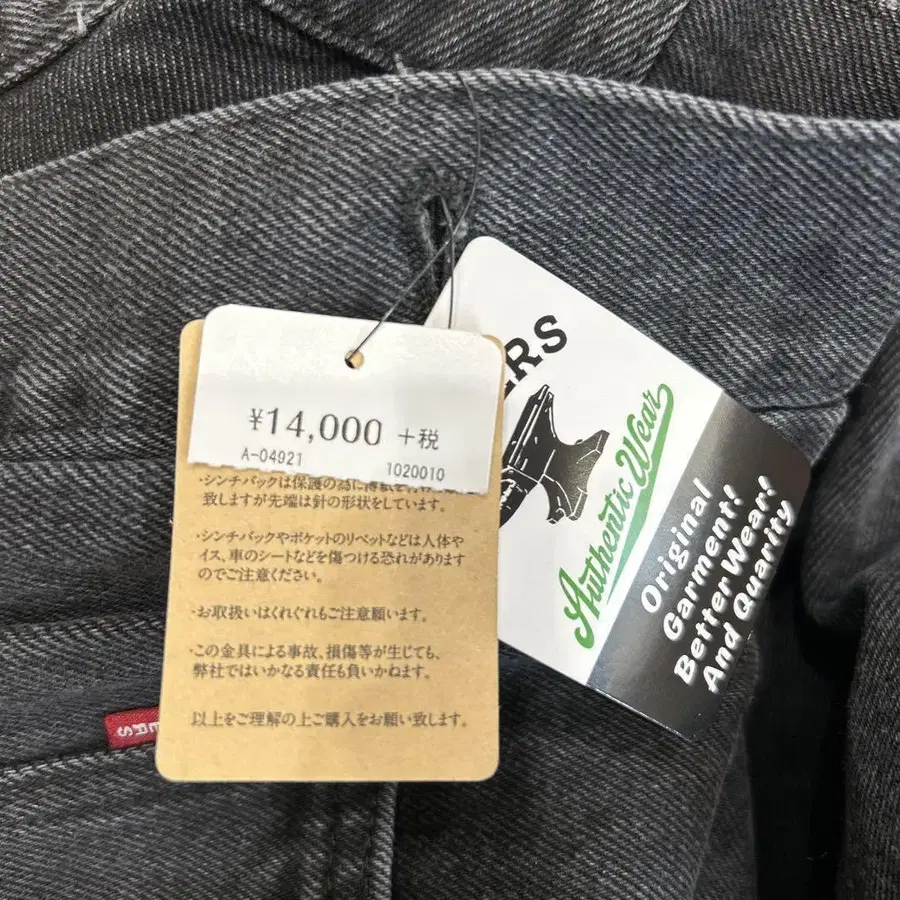 ¥14,000 +税
A-04921 1020010
・シンチバックは保護の為に
致しますが先端は針の形状をしています。
・シンチバックやポケットのリベットなどは人体や
イス、車のシートなどを傷つける恐れがあります
のでご注意ください。
・お取扱いはくれぐれもご注意願います。
・この金具による事故、損傷等が生じても、
弊社ではいかなる責任も負いかねます。
以上をご理解の上ご購入をお願い致します。
ERS
Authentic Wear
Original
Garment!
Better Wear!
And Quarity
ERS